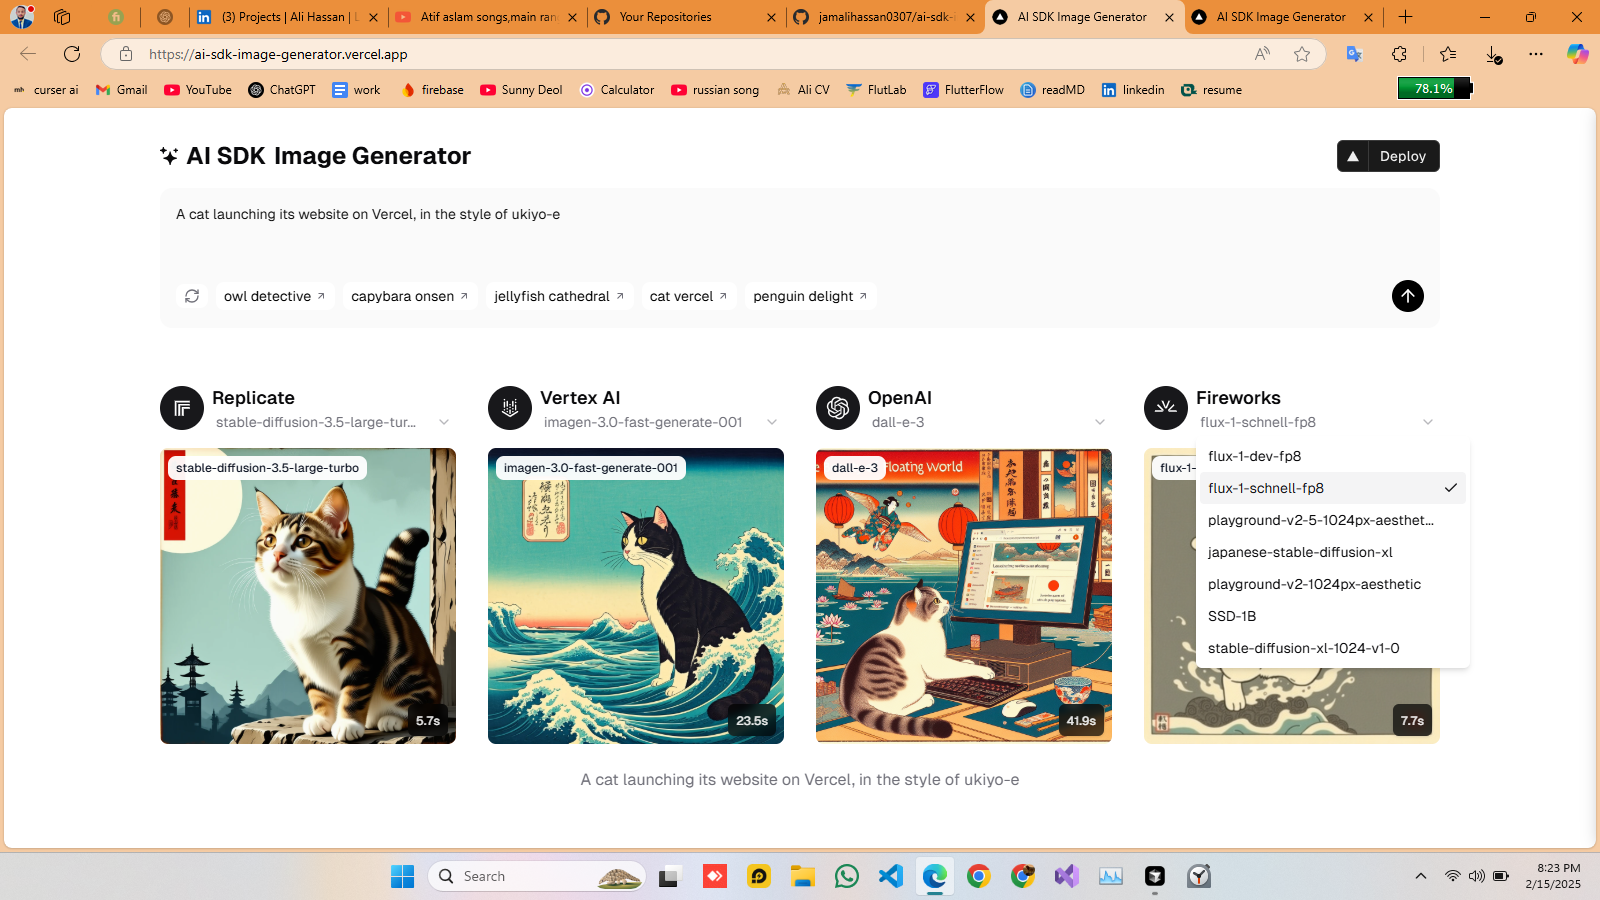 (3) Projects | Ali Hassan | L
Atif aslam songs,main ran
Your Repositories
jamalihassan0307/ai-sdk-i
AI SDK Image Generator
AI SDK Image Generator
https://ai-sdk-image-generator.vercel.app
curser ai
Gmail
YouTube
ChatGPT
work
firebase
Sunny Deol
Calculator
russian song
Ali CV
FlutLab
FlutterFlow
readMD
linkedin
resume
78.1%
AI SDK Image Generator
Deploy
A cat launching its website on Vercel, in the style of ukiyo-e
owl detective
capybara onsen
jellyfish cathedral
cat vercel
penguin delight
Replicate
stable-diffusion-3.5-large-tur...
Vertex AI
imagen-3.0-fast-generate-001
OpenAI
dall-e-3
Fireworks
flux-1-schnell-fp8
stable-diffusion-3.5-large-turbo
5.7s
imagen-3.0-fast-generate-001
23.5s
dall-e-3
Floating World
41.9s
flux-1-
7.7s
flux-1-dev-fp8
flux-1-schnell-fp8
playground-v2-5-1024px-aesthet...
japanese-stable-diffusion-xl
playground-v2-1024px-aesthetic
SSD-1B
stable-diffusion-xl-1024-v1-0
A cat launching its website on Vercel, in the style of ukiyo-e
Search
8:23 PM
2/15/2025